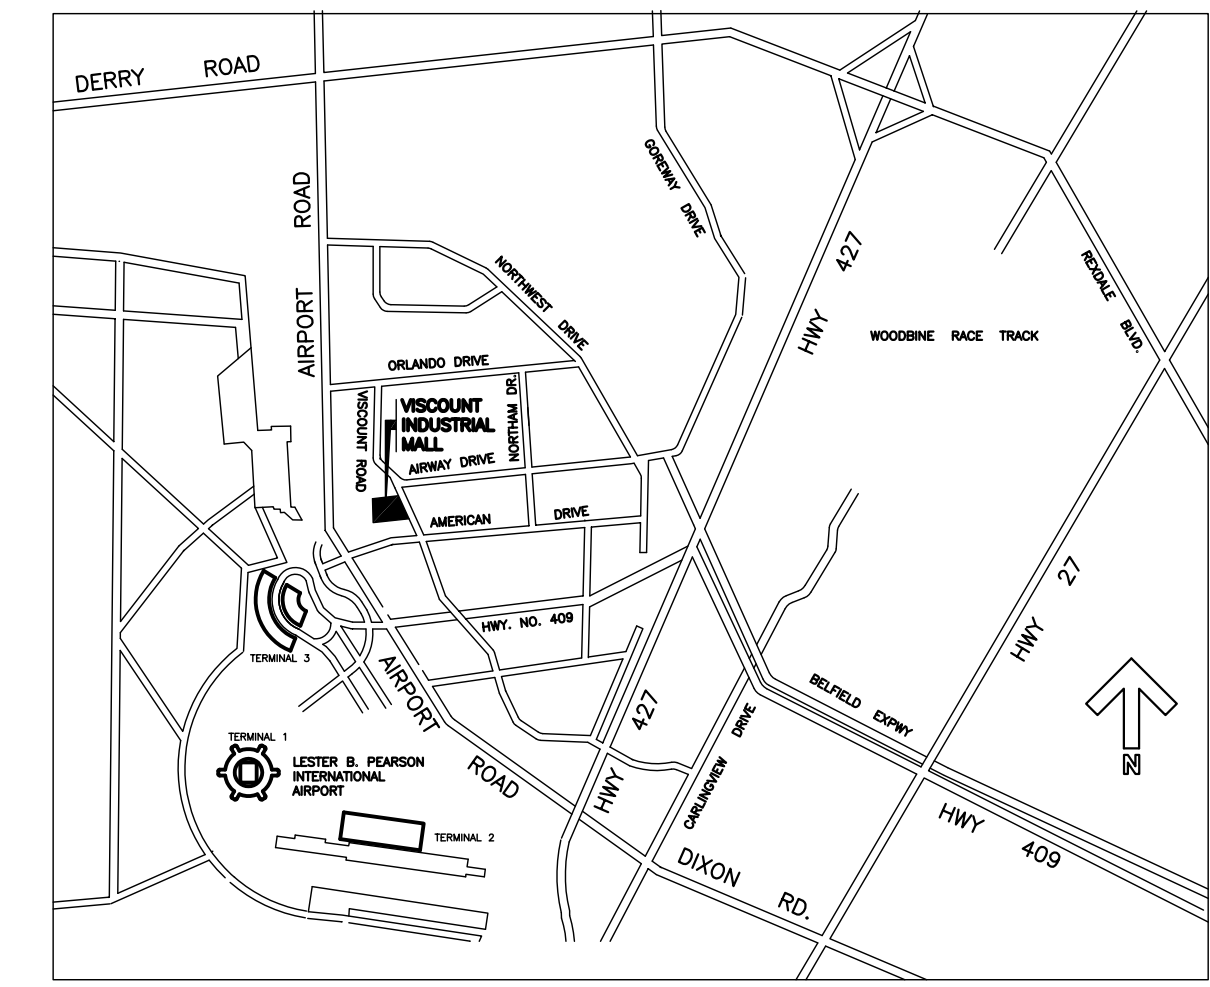 DERRY ROAD
AIRPORT ROAD
GOREWAY DRIVE
HWY 427
REXDALE BLVD.
NORTHWEST DRIVE
WOODBINE RACE TRACK
ORLANDO DRIVE
VISCOUNT ROAD
VISCOUNT
INDUSTRIAL
MALL
NORTHAM DR.
AIRWAY DRIVE
AMERICAN DRIVE
HWY 27
HWY. NO. 409
TERMINAL 3
AIRPORT ROAD
HWY 427
BELFIELD EXPWY
CARLINGVIEW DRIVE
N
TERMINAL 1
LESTER B. PEARSON
INTERNATIONAL
AIRPORT
TERMINAL 2
HWY 409
DIXON RD.